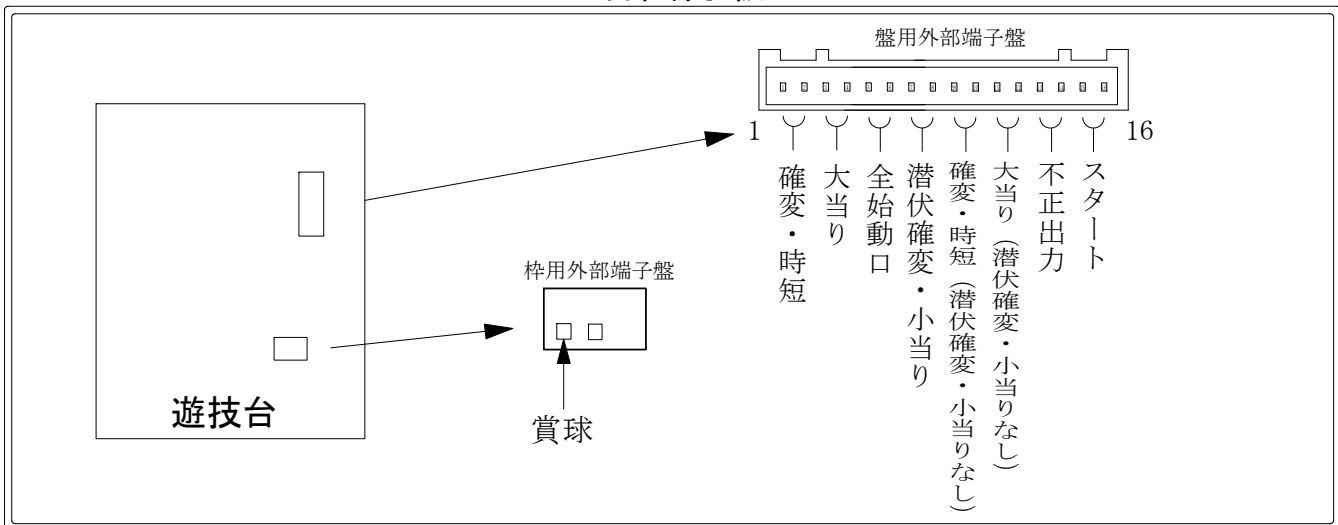 盤用外部端子盤
1
16
確変・時短
大当り
全始動口
潜伏確変・小当り
確変・時短（潜伏確変・小当りなし）
大当り（潜伏確変・小当りなし）
不正出力
スタート
枠用外部端子盤
賞球
遊技台